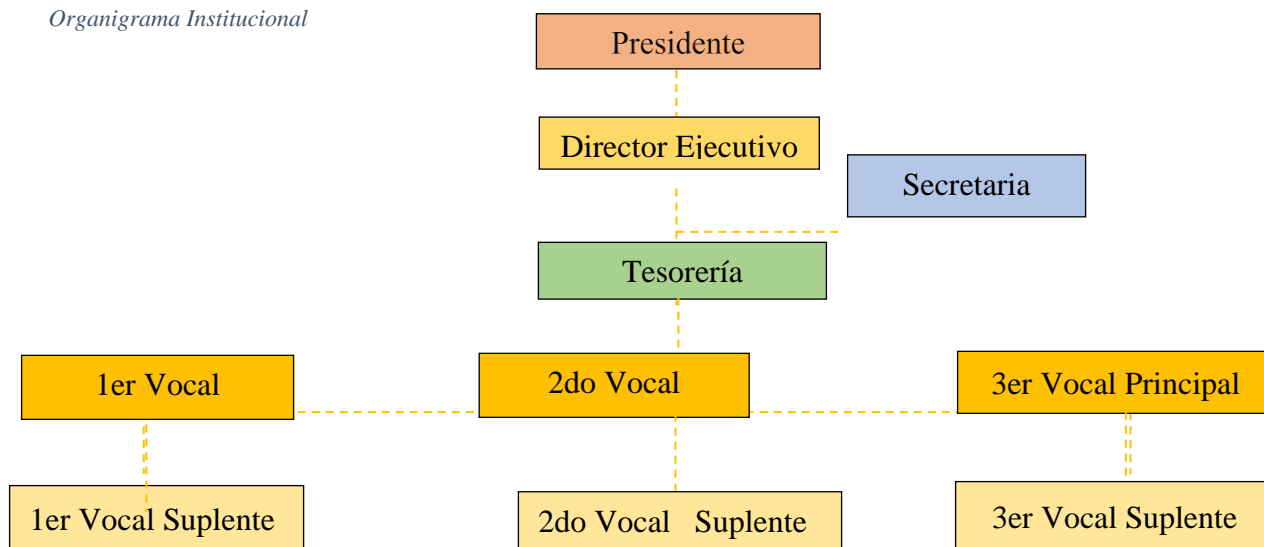 Organigrama Institucional
Presidente
Director Ejecutivo
Secretaria
Tesorería
1er Vocal
2do Vocal
3er Vocal Principal
1er Vocal Suplente
2do Vocal Suplente
3er Vocal Suplente